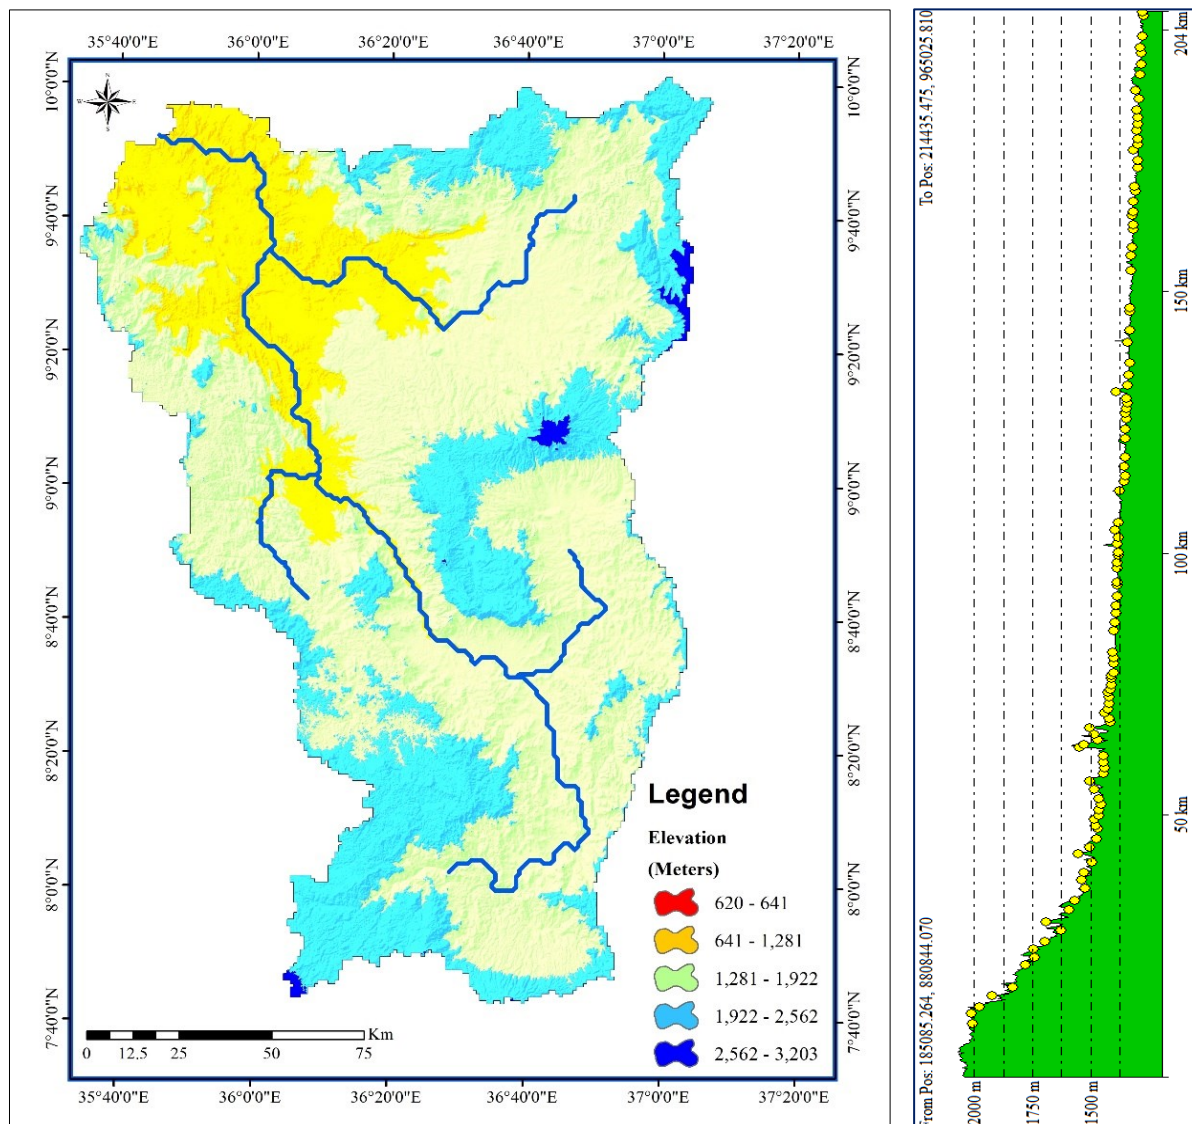 35°40'0"E 36°0'0"E 36°20'0"E 36°40'0"E 37°0'0"E 37°20'0"E
N
W E
S
10°0'0"N
9°40'0"N
9°20'0"N
9°0'0"N
8°40'0"N
8°20'0"N
8°0'0"N
7°40'0"N
10°0'0"N
9°40'0"N
9°20'0"N
9°0'0"N
8°40'0"N
8°20'0"N
8°0'0"N
7°40'0"N
Legend
Elevation
(Meters)
620 - 641
641 - 1,281
1,281 - 1,922
1,922 - 2,562
2,562 - 3,203
Km
0 12.5 25 50 75
35°40'0"E 36°0'0"E 36°20'0"E 36°40'0"E 37°0'0"E 37°20'0"E
From Pos: 185085.264, 880844.070
To Pos: 214435.475, 965025.810
2000 m
1750 m
1500 m
50 km
100 km
150 km
204 km